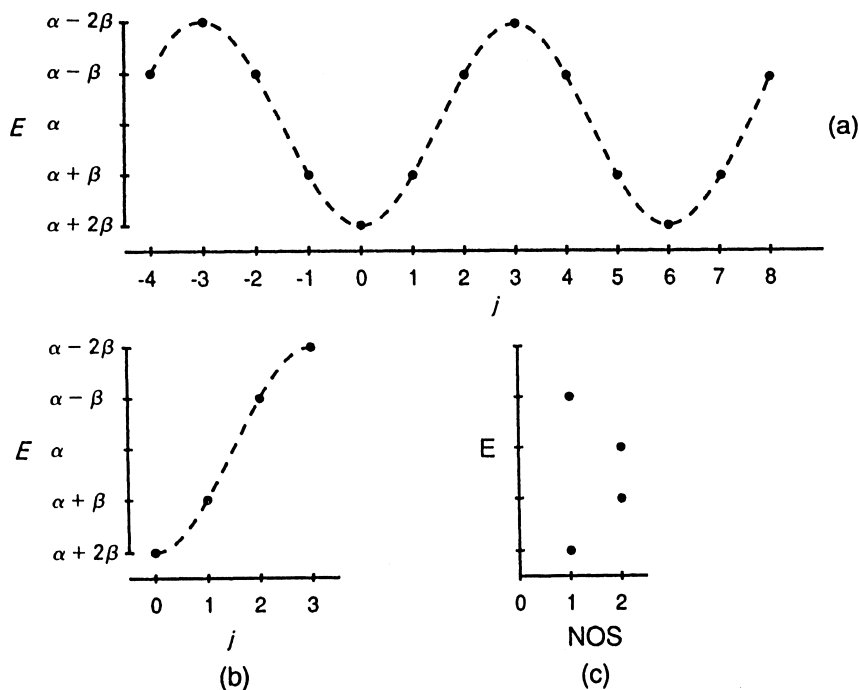 α − 2β
α − β
E α (a)
α + β
α + 2β
-4 -3 -2 -1 0 1 2 3 4 5 6 7 8
j
α − 2β
α − β
E α
α + β
α + 2β
0 1 2 3
j
(b)
E
0 1 2
NOS
(c)